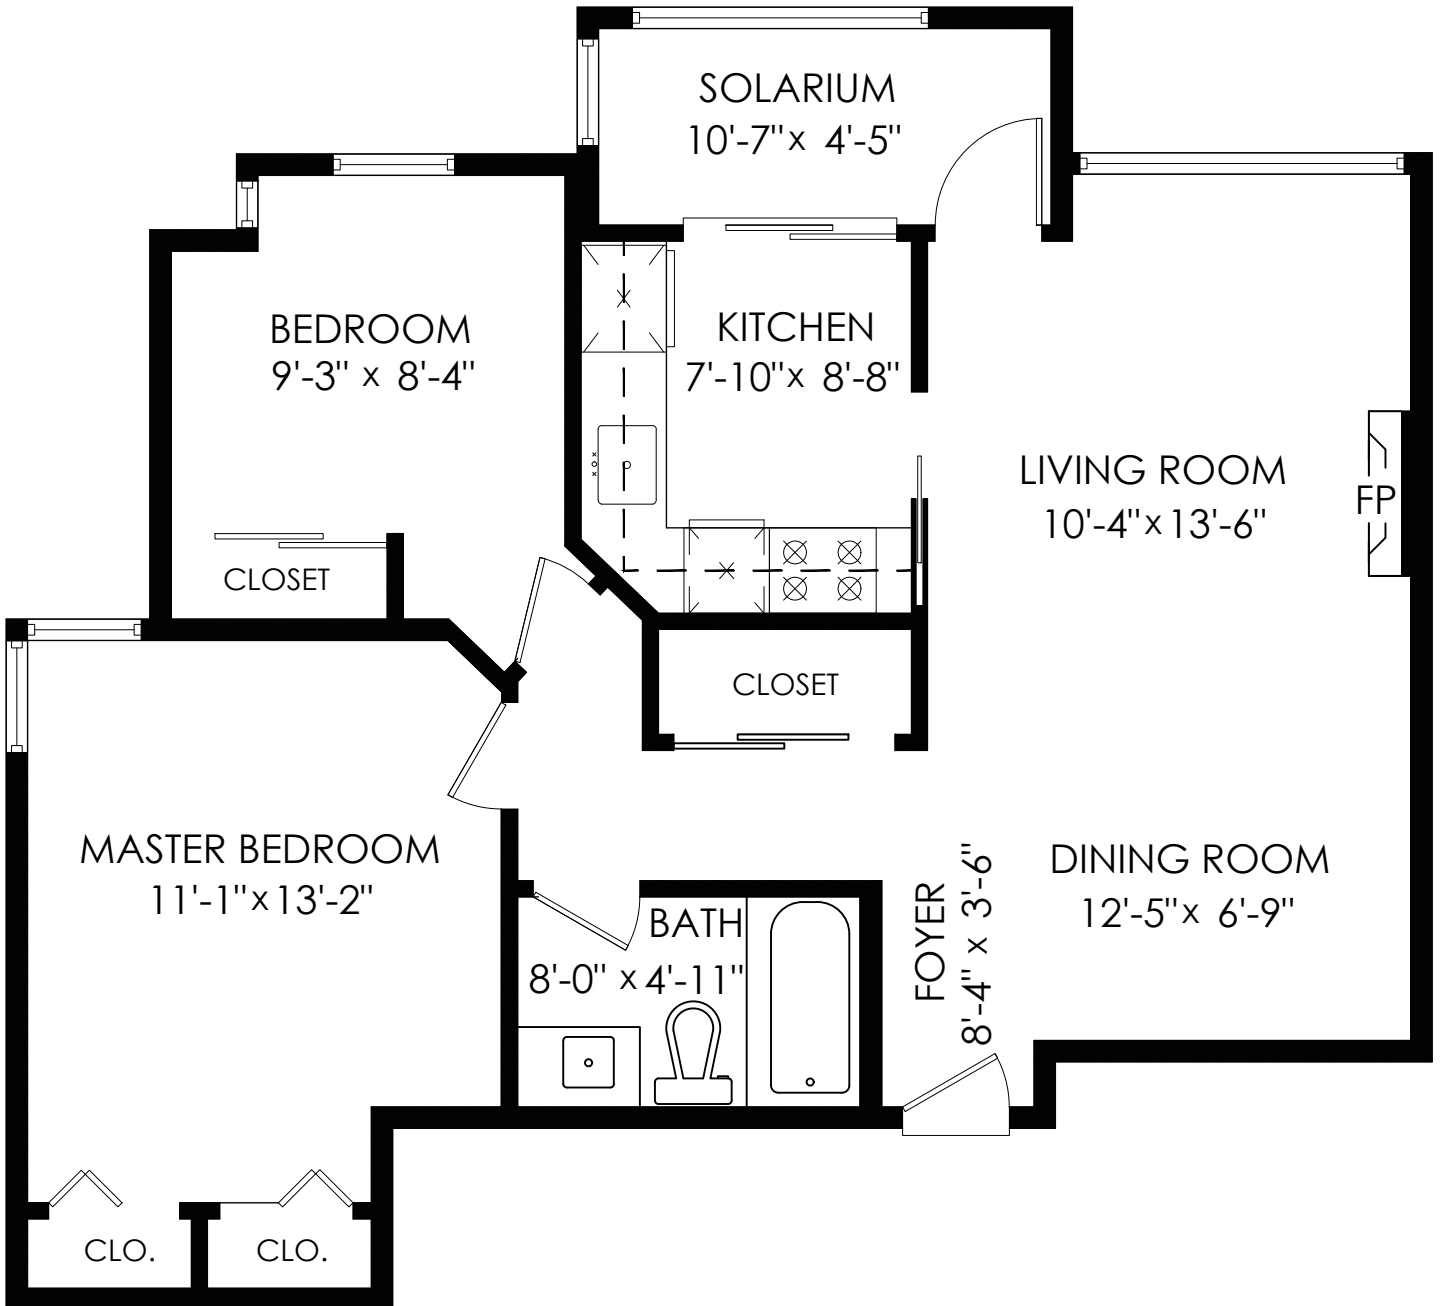 SOLARIUM
10'-7" x 4'-5"
BEDROOM
9'-3" x 8'-4"
KITCHEN
7'-10" x 8'-8"
LIVING ROOM
10'-4" x 13'-6"
FP
CLOSET
CLOSET
MASTER BEDROOM
11'-1" x 13'-2"
BATH
8'-0" x 4'-11"
FOYER
8'-4" x 3'-6"
DINING ROOM
12'-5" x 6'-9"
CLO.
CLO.